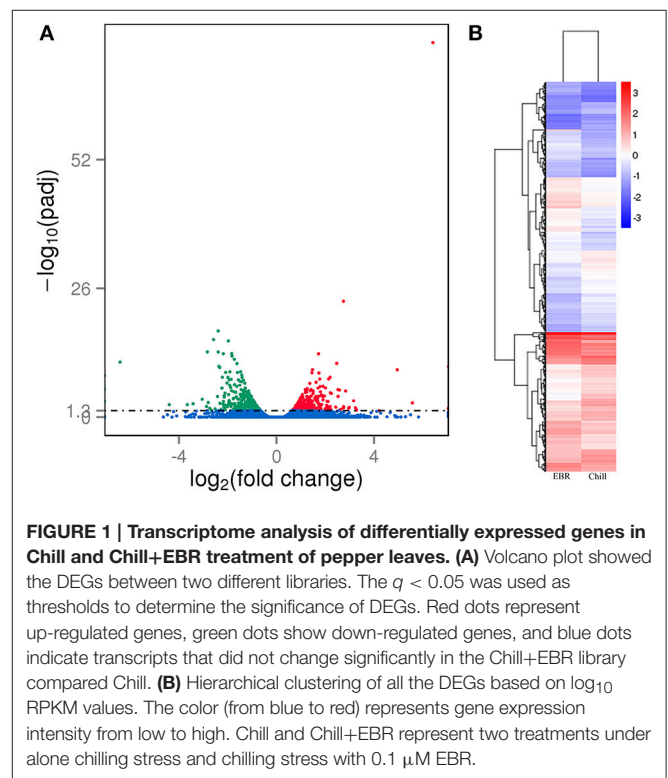 A
B
52
26
1.8
−log10(padj)
-4
0
4
log2(fold change)
3
2
1
0
-1
-2
-3
EBR
Chill
FIGURE 1 | Transcriptome analysis of differentially expressed genes in
Chill and Chill+EBR treatment of pepper leaves. (A) Volcano plot showed
the DEGs between two different libraries. The q < 0.05 was used as
thresholds to determine the significance of DEGs. Red dots represent
up-regulated genes, green dots show down-regulated genes, and blue dots
indicate transcripts that did not change significantly in the Chill+EBR library
compared Chill. (B) Hierarchical clustering of all the DEGs based on log10
RPKM values. The color (from blue to red) represents gene expression
intensity from low to high. Chill and Chill+EBR represent two treatments under
alone chilling stress and chilling stress with 0.1 μM EBR.